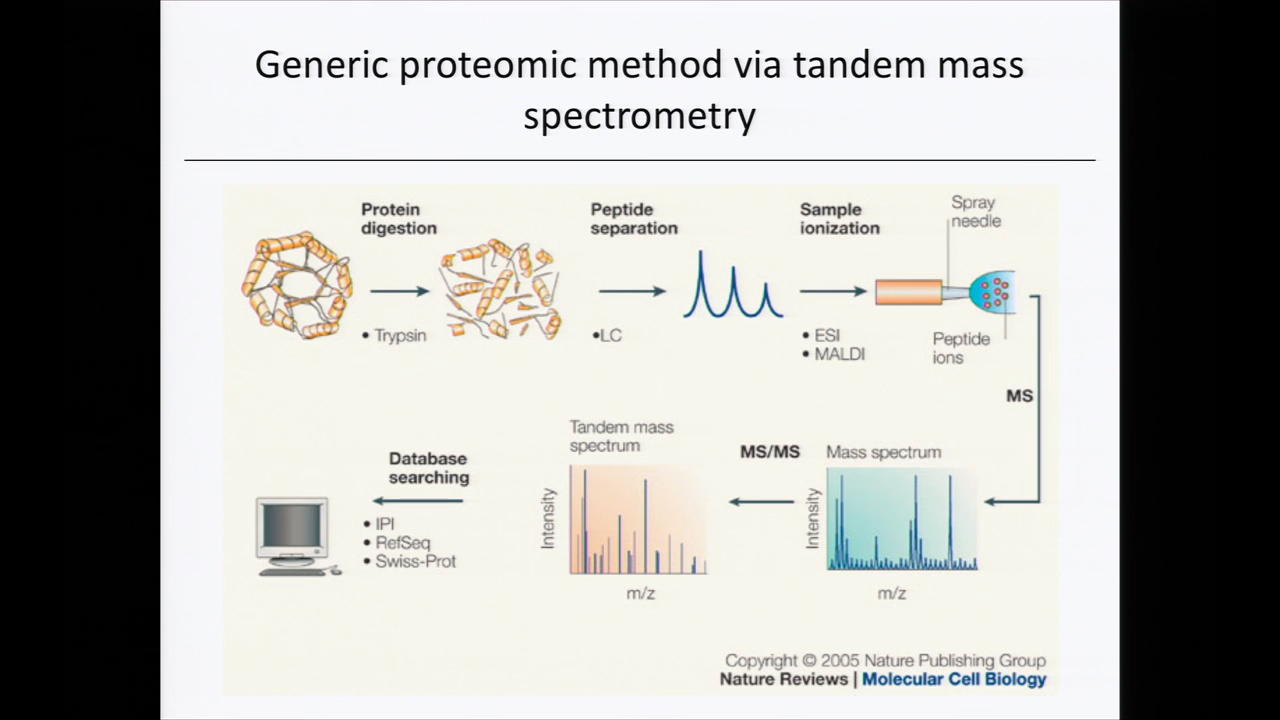 Generic proteomic method via tandem mass
spectrometry
Protein
digestion
• Trypsin
Peptide
separation
•LC
Sample
ionization
• ESI
• MALDI
Spray
needle
Peptide
ions
MS
Mass spectrum
Intensity
m/z
MS/MS
Tandem mass
spectrum
Intensity
m/z
Database
searching
• IPI
• RefSeq
• Swiss-Prot
Copyright © 2005 Nature Publishing Group
Nature Reviews | Molecular Cell Biology